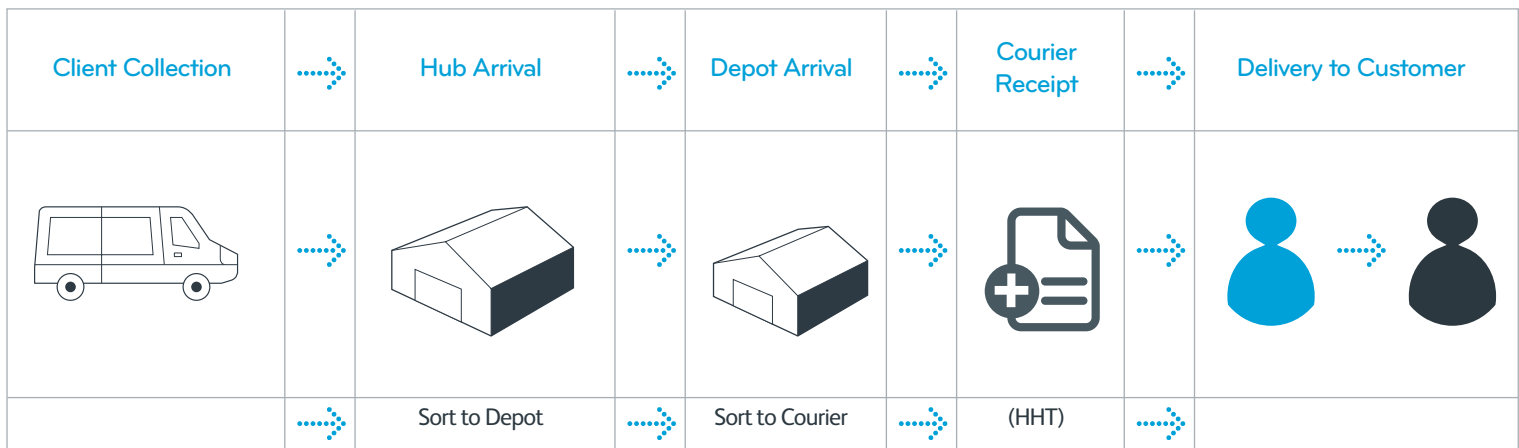 Client Collection
Hub Arrival
Depot Arrival
Courier
Receipt
Delivery to Customer
Sort to Depot
Sort to Courier
(HHT)